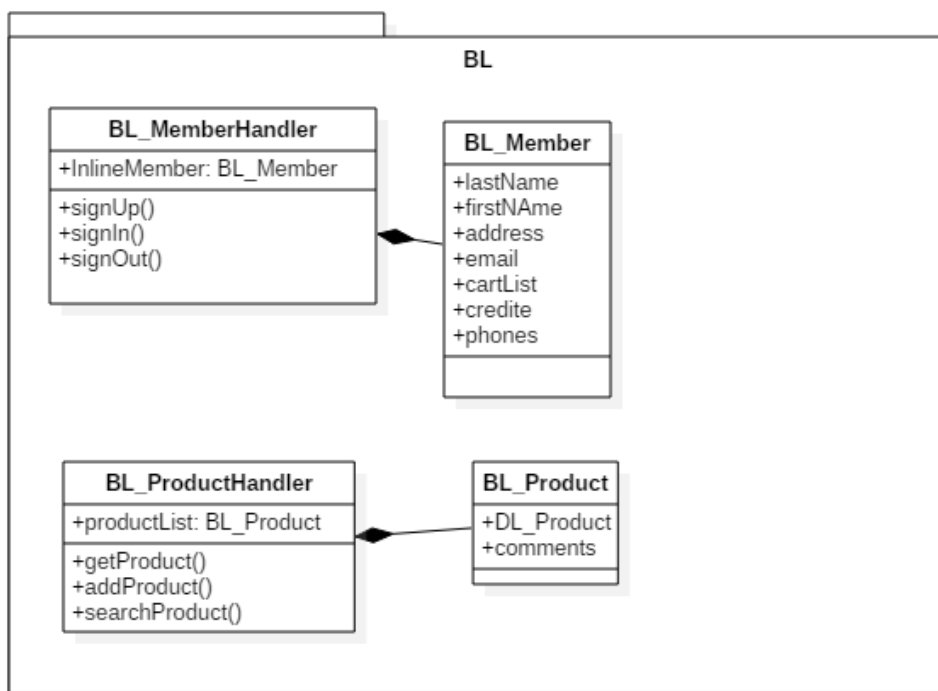 BL
BL_MemberHandler
+InlineMember: BL_Member
+signUp()
+signIn()
+signOut()
BL_Member
+lastName
+firstNAme
+address
+email
+cartList
+credite
+phones
BL_ProductHandler
+productList: BL_Product
+getProduct()
+addProduct()
+searchProduct()
BL_Product
+DL_Product
+comments